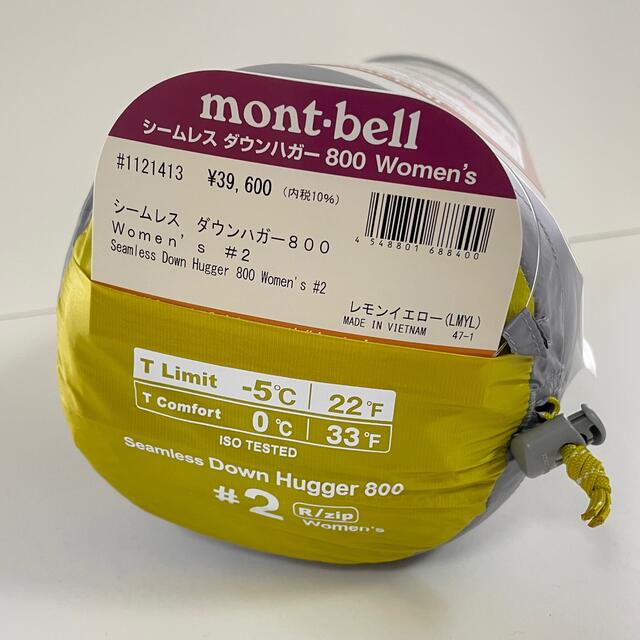 mont·bell
シームレス ダウンハガー 800 Women's
#1121413 ¥39,600 (内税10%)
4 548801 688400
シームレス ダウンハガー800
Women's #2
Seamless Down Hugger 800 Women's #2
レモンイエロー(LMYL)
MADE IN VIETNAM 47-1
T Limit -5℃ 22°F
T Comfort 0℃ 33°F
ISO TESTED
Seamless Down Hugger 800
#2 R/zip
Women's